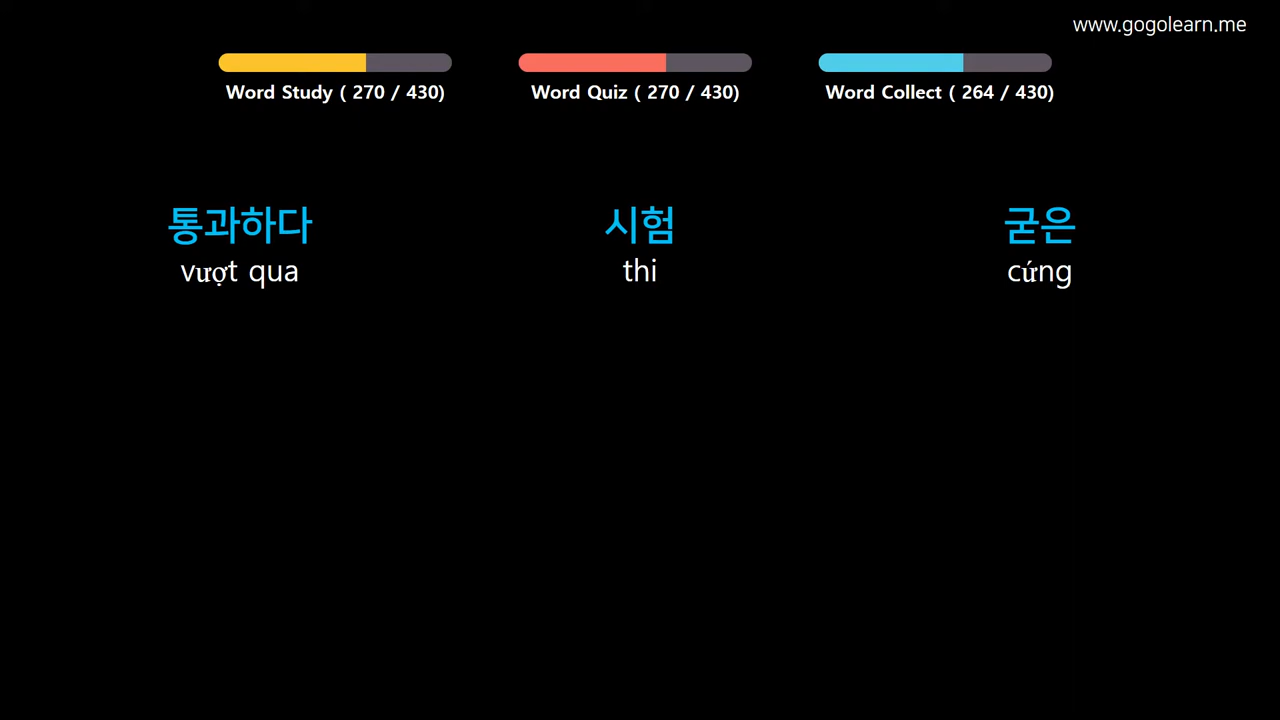 www.gogolearn.me
Word Study ( 270 / 430)
Word Quiz ( 270 / 430)
Word Collect ( 264 / 430)
통과하다
시험
굳은
vượt qua
thi
cứng